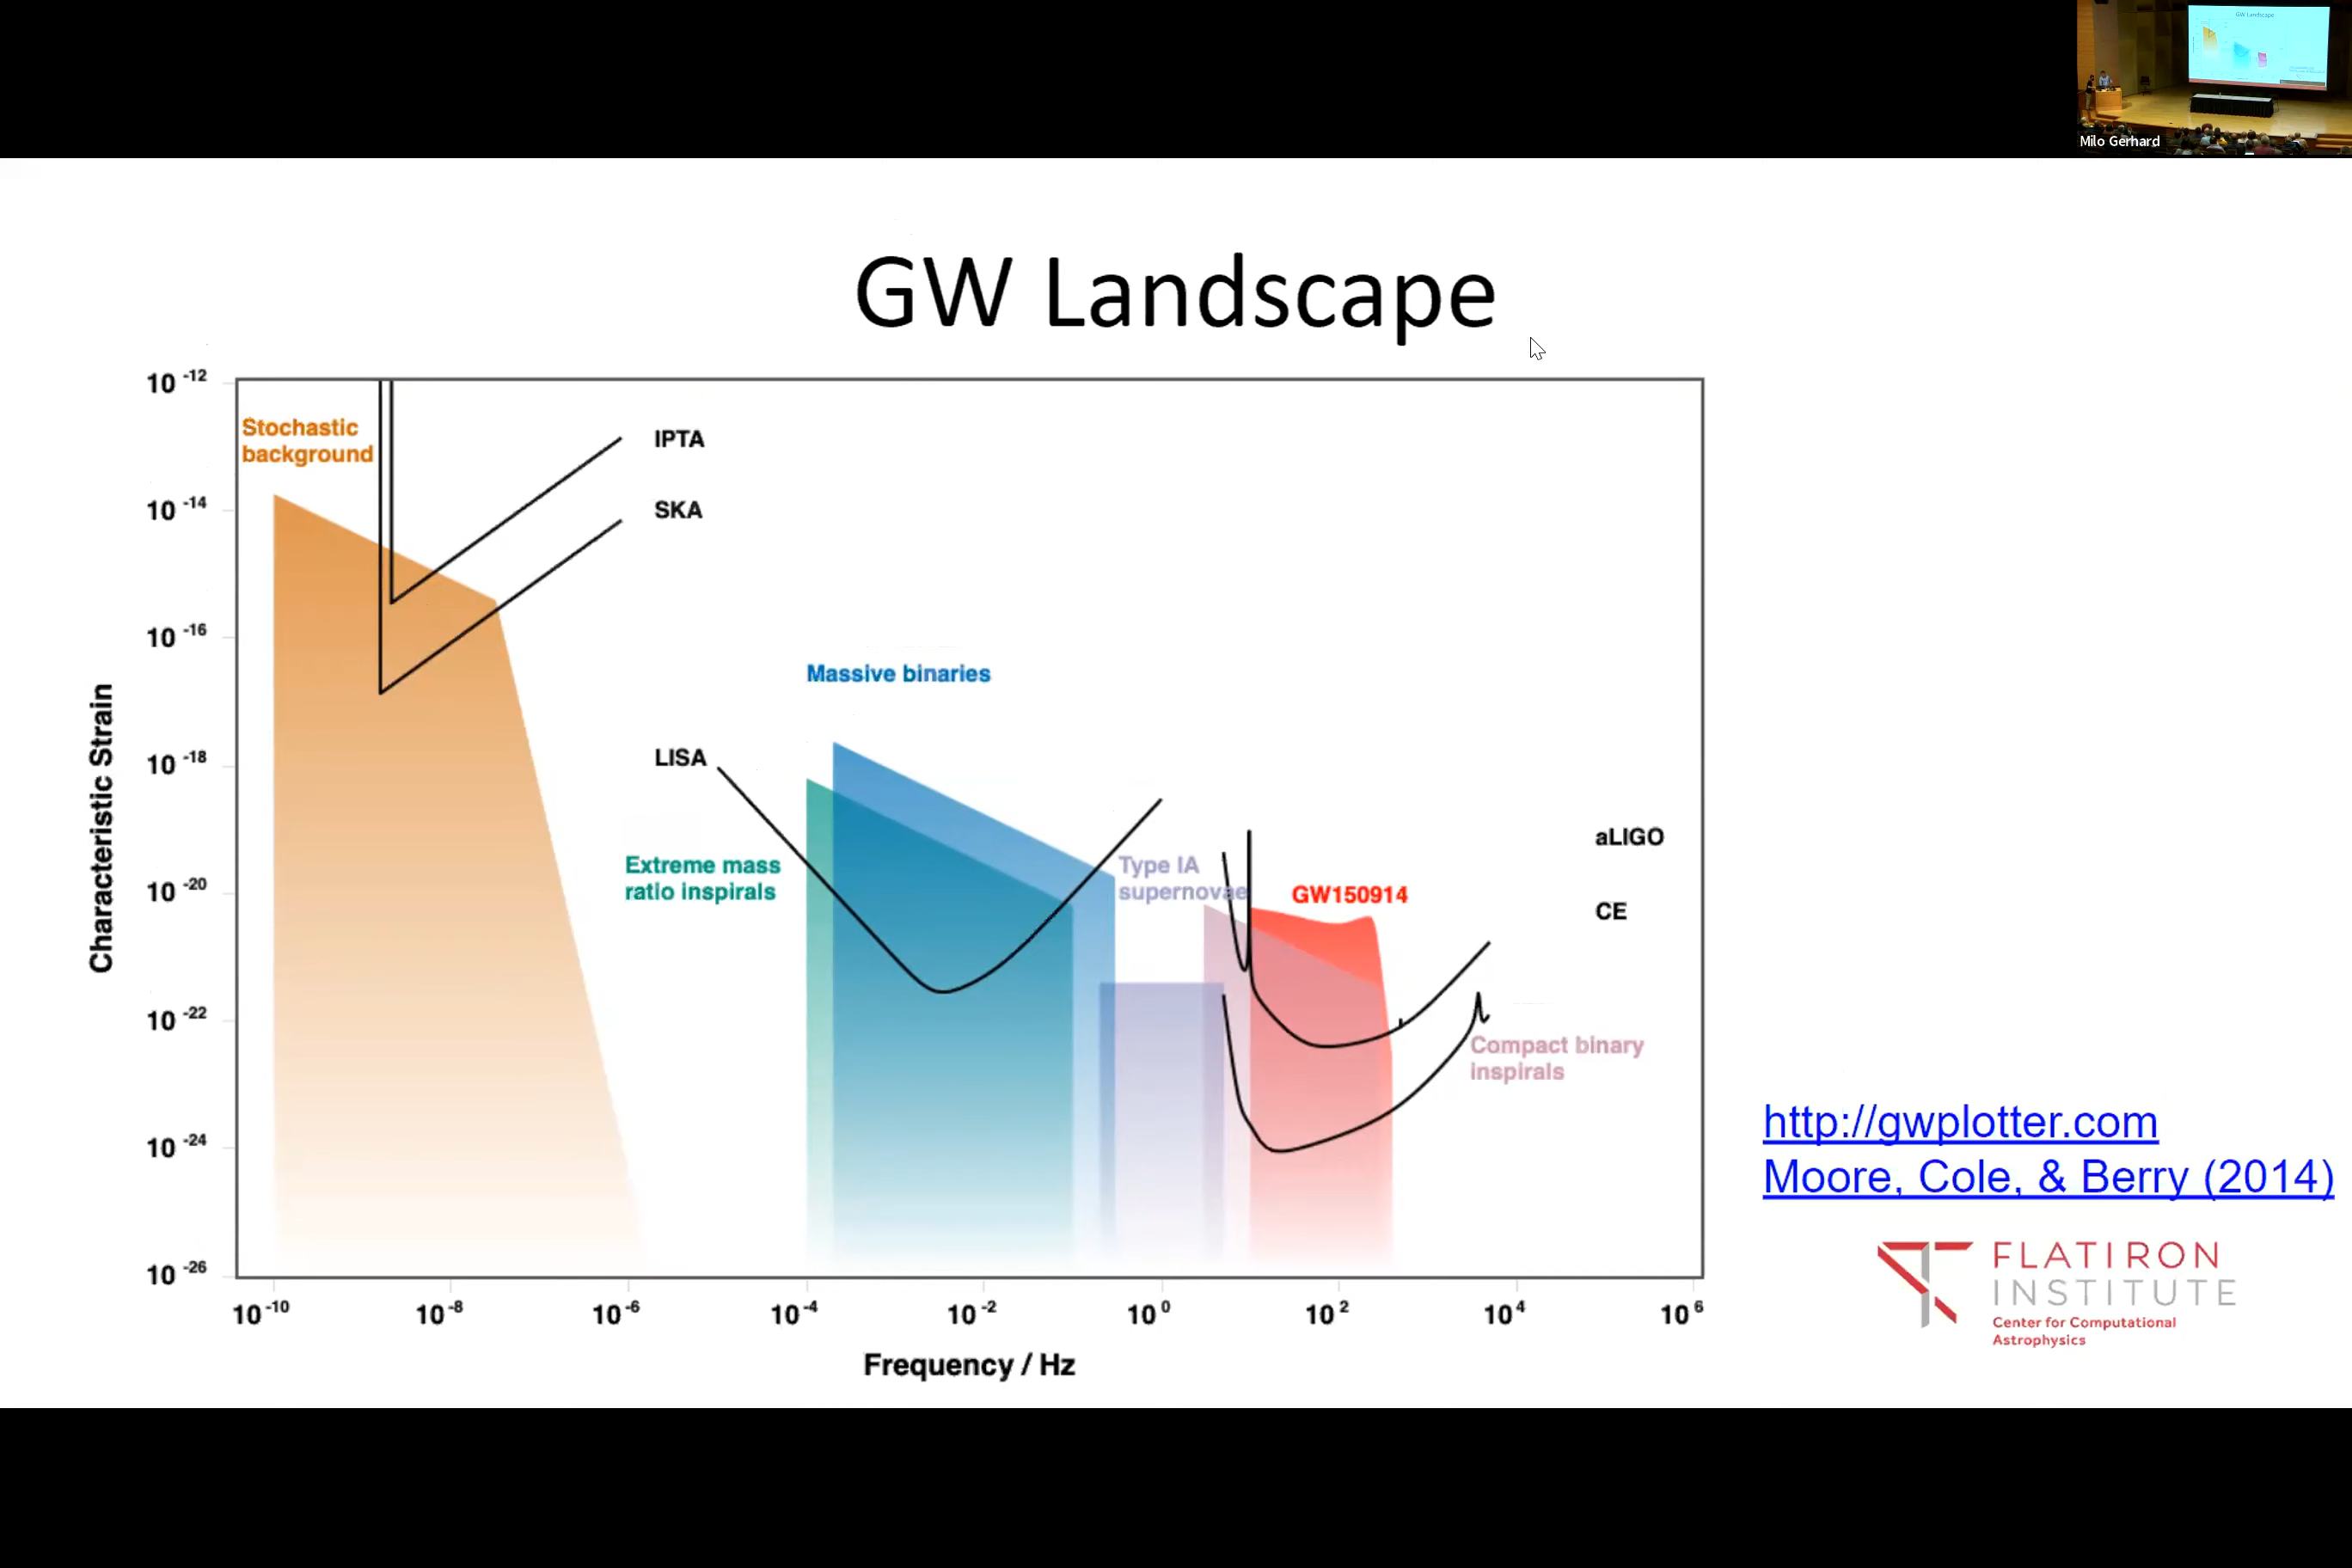 GW Landscape
Milo Gerhard
GW Landscape
10 -12
10 -14
10 -16
10 -18
10 -20
10 -22
10 -24
10 -26
Characteristic Strain
Stochastic
background
IPTA
SKA
Massive binaries
LISA
Extreme mass
ratio inspirals
Type IA
supernovae
GW150914
aLIGO
CE
Compact binary
inspirals
10 -10
10 -8
10 -6
10 -4
10 -2
10 0
10 2
10 4
10 6
Frequency / Hz
http://gwplotter.com
Moore, Cole, & Berry (2014)
FLATIRON
INSTITUTE
Center for Computational
Astrophysics